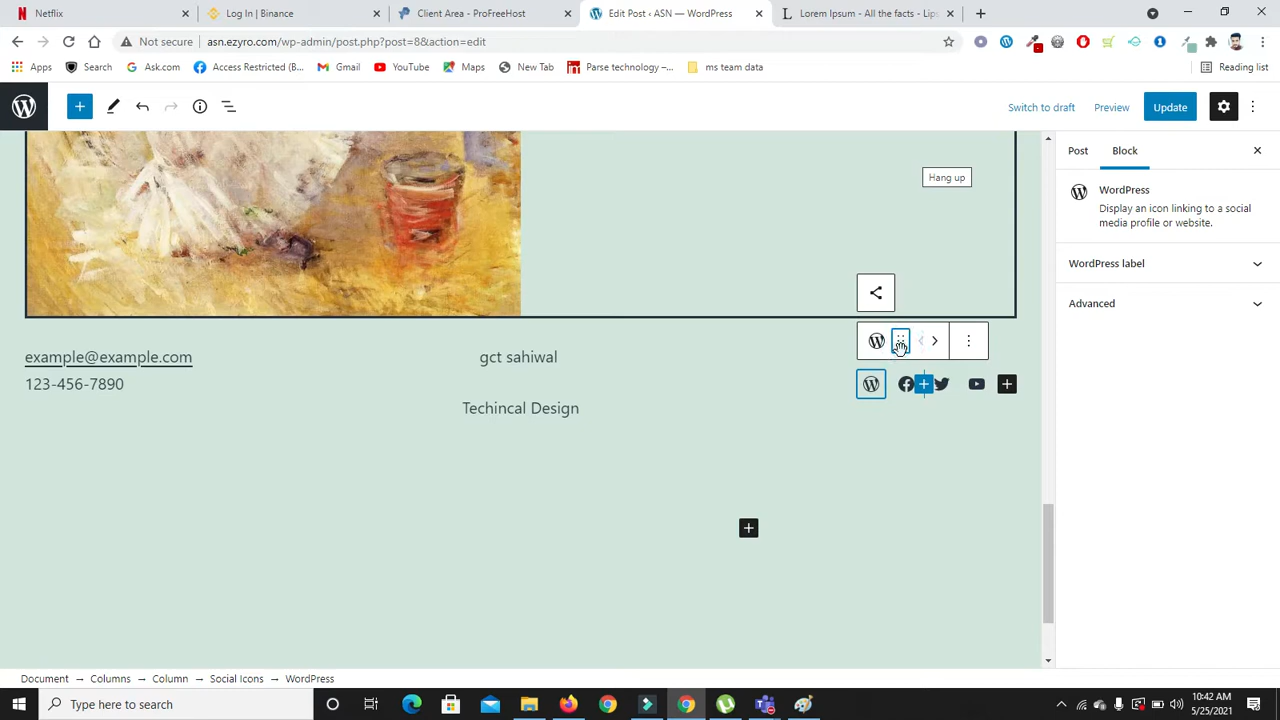 Netflix
Log In | Binance
Client Area - ProFreeHost
Edit Post ‹ ASN — WordPress
Lorem Ipsum - All the facts - Lips
Not secure
asn.ezyro.com/wp-admin/post.php?post=8&action=edit
Apps
Search
Ask.com
Access Restricted (B...
Gmail
YouTube
Maps
New Tab
Parse technology –...
ms team data
Reading list
Switch to draft
Preview
Update
Post
Block
WordPress
Display an icon linking to a social
media profile or website.
WordPress label
Advanced
Hang up
example@example.com
123-456-7890
gct sahiwal
Techincal Design
Document → Columns → Column → Social Icons → WordPress
Type here to search
10:42 AM
5/25/2021